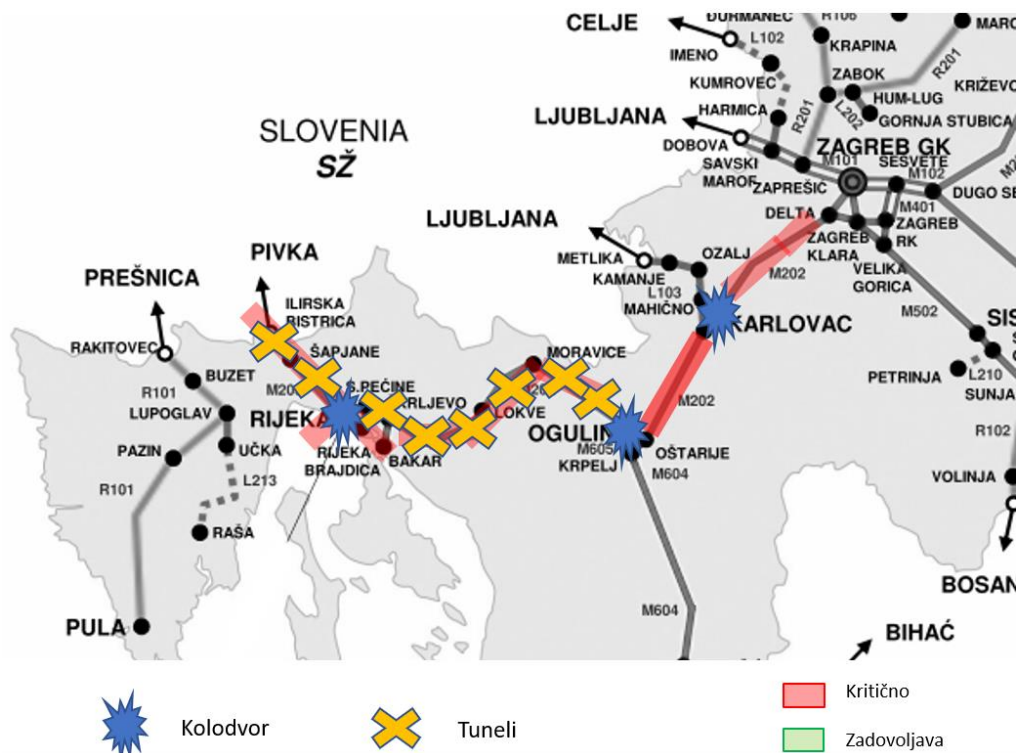 CELJE
ĐURMANEC
L102
R106
MARO
IMENO
KRAPINA
KUMROVEC
ZABOK
R201
HARMICA
R201
L202
HUM-LUG
KRIŽEVC
GORNJA STUBICA
SLOVENIA
SŽ
LJUBLJANA
DOBOVA
ZAGREB GK
SAVSKI
MAROF
M101
SESVETE
M102
ZAPREŠIĆ
DUGO SE
M401
LJUBLJANA
DELTA
ZAGREB
RK
ZAGREB
KLARA
PIVKA
METLIKA
OZALJ
KAMANJE
M202
VELIKA
GORICA
PREŠNICA
L103
MAHIČNO
M502
ILIRSKA
BISTRICA
KARLOVAC
SIS
RAKITOVEC
ŠAPJANE
MORAVICE
PETRINJA
L210
SUNJA
R101
BUZET
M202
LUPOGLAV
RIJEKA
LOKVE
OGULIN
M605
OŠTARIJE
R102
PAZIN
UČKA
RIJEKA
BRAJDICA
BAKAR
KRPELJ
M604
VOLINJA
R101
L213
RAŠA
BOSAN
PULA
M604
BIHAĆ
Kolodvor
Tuneli
Kritično
Zadovoljava